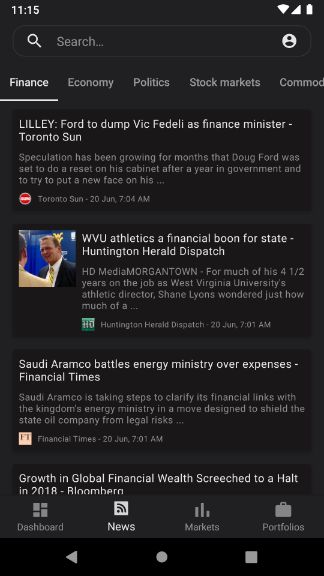 11:15
Search...
Finance Economy Politics Stock markets Commod
LILLEY: Ford to dump Vic Fedeli as finance minister -
Toronto Sun
Speculation has been growing for months that Doug Ford was
set to do a reset on his cabinet after a year in government and
to try to put a new face on his ...
Toronto Sun - 20 Jun, 7:04 AM
WVU athletics a financial boon for state -
Huntington Herald Dispatch
HD MediaMORGANTOWN - For much of his 4 1/2
years on the job as West Virginia University's
athletic director, Shane Lyons wondered just how
much of a ...
Huntington Herald Dispatch - 20 Jun, 7:01 AM
Saudi Aramco battles energy ministry over expenses -
Financial Times
Saudi Aramco is taking steps to clarify its financial links with
the kingdom's energy ministry in a move designed to shield the
state oil company from legal risks ...
FT Financial Times - 20 Jun, 7:01 AM
Growth in Global Financial Wealth Screeched to a Halt
in 2018 - Bloomberg
Dashboard News Markets Portfolios